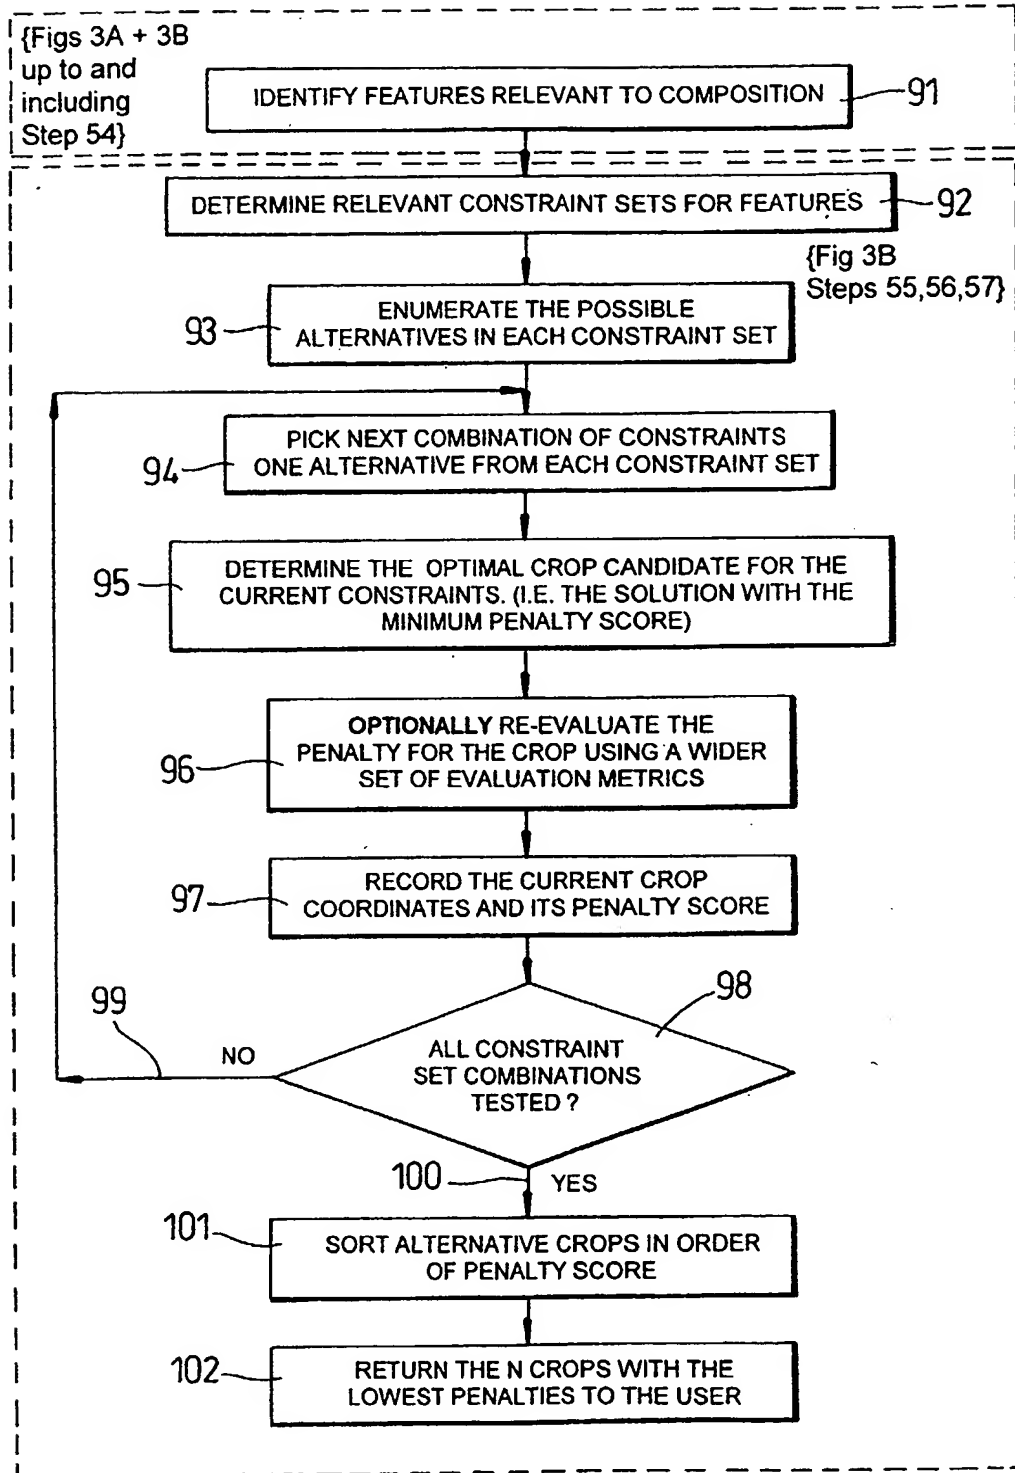 {Figs 3A + 3B
up to and
including
Step 54}
IDENTIFY FEATURES RELEVANT TO COMPOSITION
91
DETERMINE RELEVANT CONSTRAINT SETS FOR FEATURES
92
{Fig 3B
Steps 55,56,57}
93
ENUMERATE THE POSSIBLE
ALTERNATIVES IN EACH CONSTRAINT SET
94
PICK NEXT COMBINATION OF CONSTRAINTS
ONE ALTERNATIVE FROM EACH CONSTRAINT SET
95
DETERMINE THE OPTIMAL CROP CANDIDATE FOR THE
CURRENT CONSTRAINTS. (I.E. THE SOLUTION WITH THE
MINIMUM PENALTY SCORE)
96
OPTIONALLY RE-EVALUATE THE
PENALTY FOR THE CROP USING A WIDER
SET OF EVALUATION METRICS
97
RECORD THE CURRENT CROP
COORDINATES AND ITS PENALTY SCORE
98
99
NO
ALL CONSTRAINT
SET COMBINATIONS
TESTED ?
100
YES
101
SORT ALTERNATIVE CROPS IN ORDER
OF PENALTY SCORE
102
RETURN THE N CROPS WITH THE
LOWEST PENALTIES TO THE USER